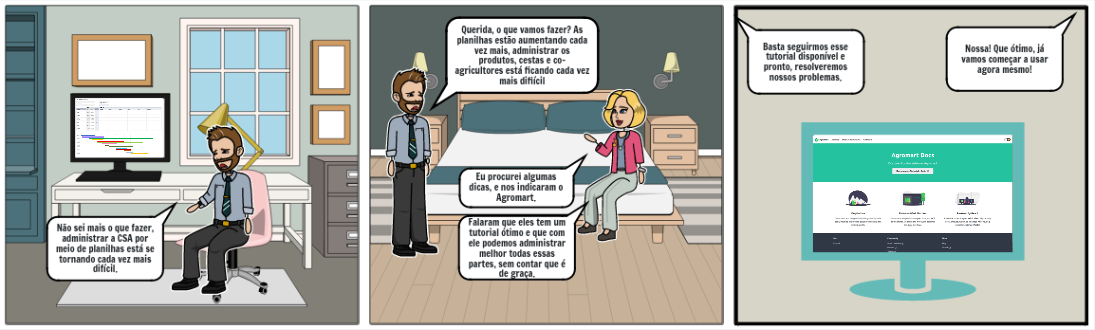 Não sei mais o que fazer,
administrar a CSA por
meio de planilhas está se
tornando cada vez mais
difícil.
Querida, o que vamos fazer? As
planilhas estão aumentando cada
vez mais, administrar os
produtos, cestas e co-
agricultores está ficando cada vez
mais difiícil
Eu procurei algumas
dicas, e nos indicaram o
Agromart.
Falaram que eles tem um
tutorial ótimo e que com
ele podemos administrar
melhor todas essas
partes, sem contar que é
de graça.
Basta seguirmos esse
tutorial disponível e
pronto, resolveremos
nossos problemas.
Nossa! Que ótimo, já
vamos começar a usar
agora mesmo!
Agromart Docs